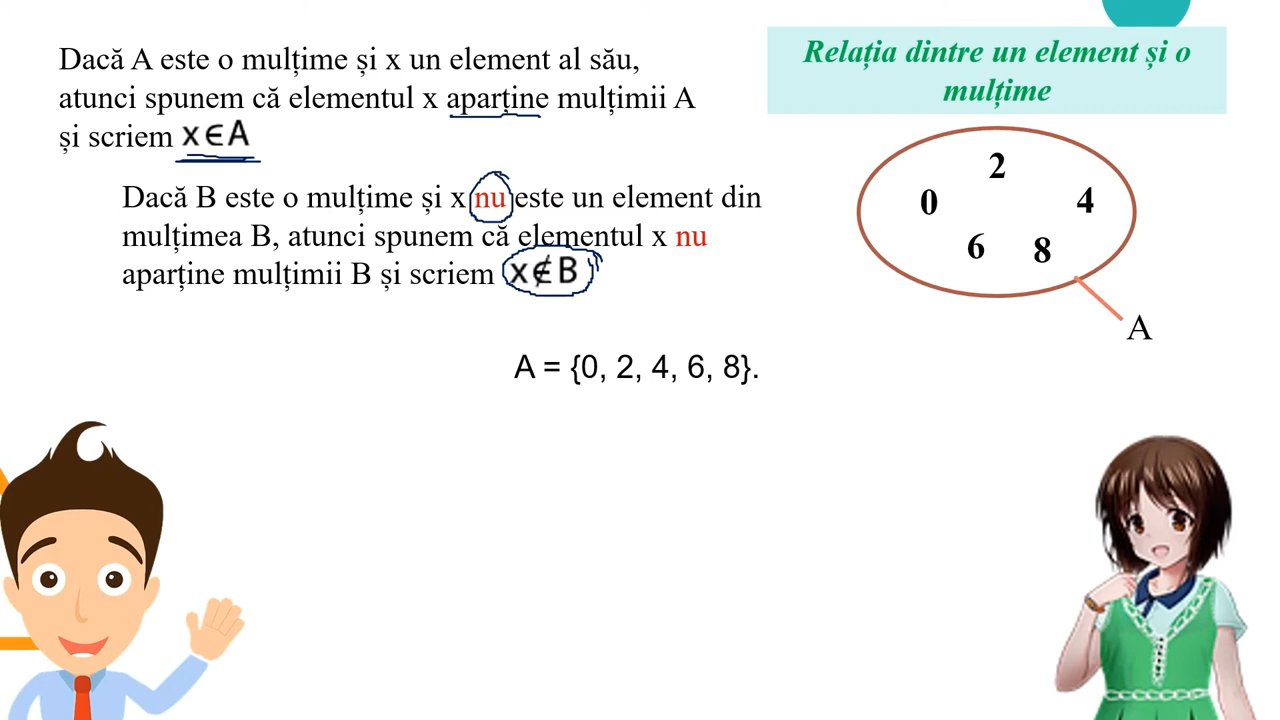 Dacă A este o mulțime și x un element al său,
atunci spunem că elementul x aparține mulțimii A
și scriem x∈A
Dacă B este o mulțime și x nu este un element din
mulțimea B, atunci spunem că elementul x nu
aparține mulțimii B și scriem x∉B
Relația dintre un element și o
mulțime
2
0
4
6
8
A
A = {0, 2, 4, 6, 8}.